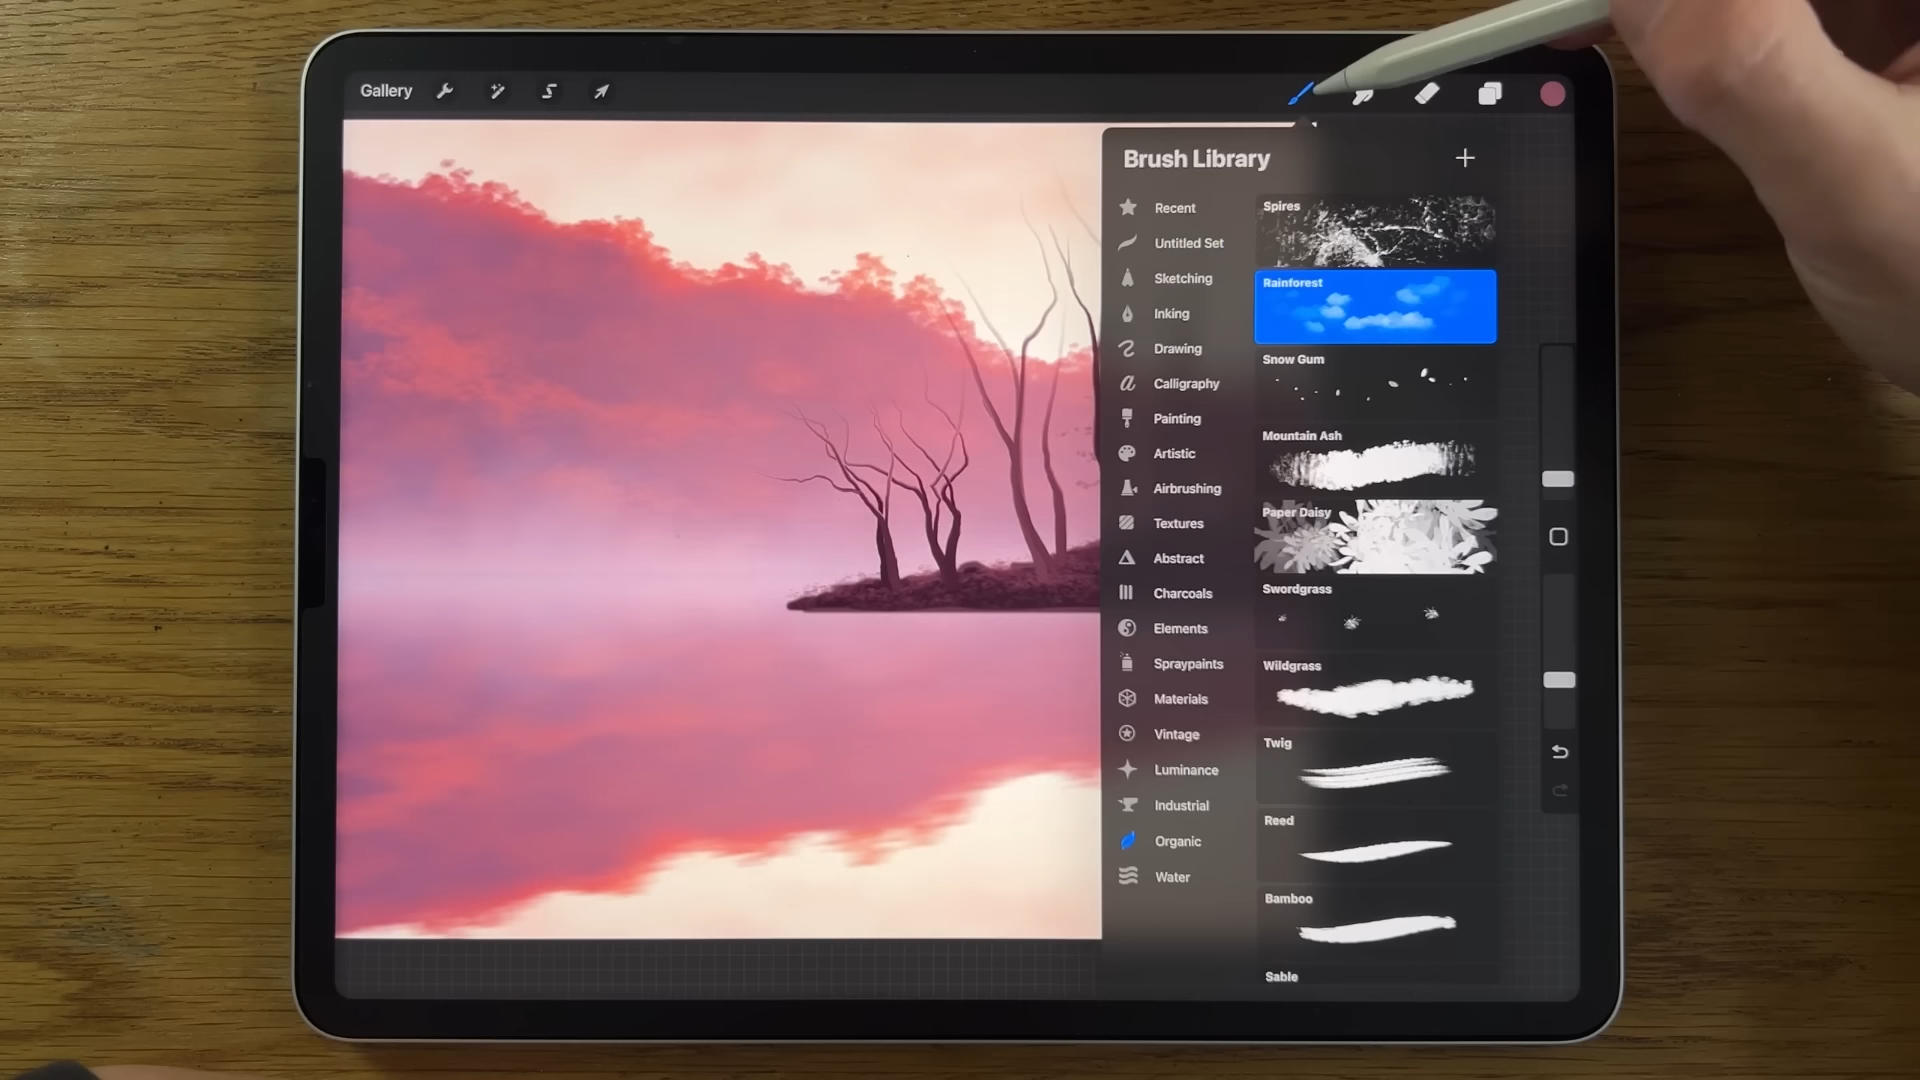 Gallery
Brush Library
Recent
Untitled Set
Sketching
Inking
Drawing
Calligraphy
Painting
Artistic
Airbrushing
Textures
Abstract
Charcoals
Elements
Spraypaints
Materials
Vintage
Luminance
Industrial
Organic
Water
Spires
Rainforest
Snow Gum
Mountain Ash
Paper Daisy
Swordgrass
Wildgrass
Twig
Reed
Bamboo
Sable